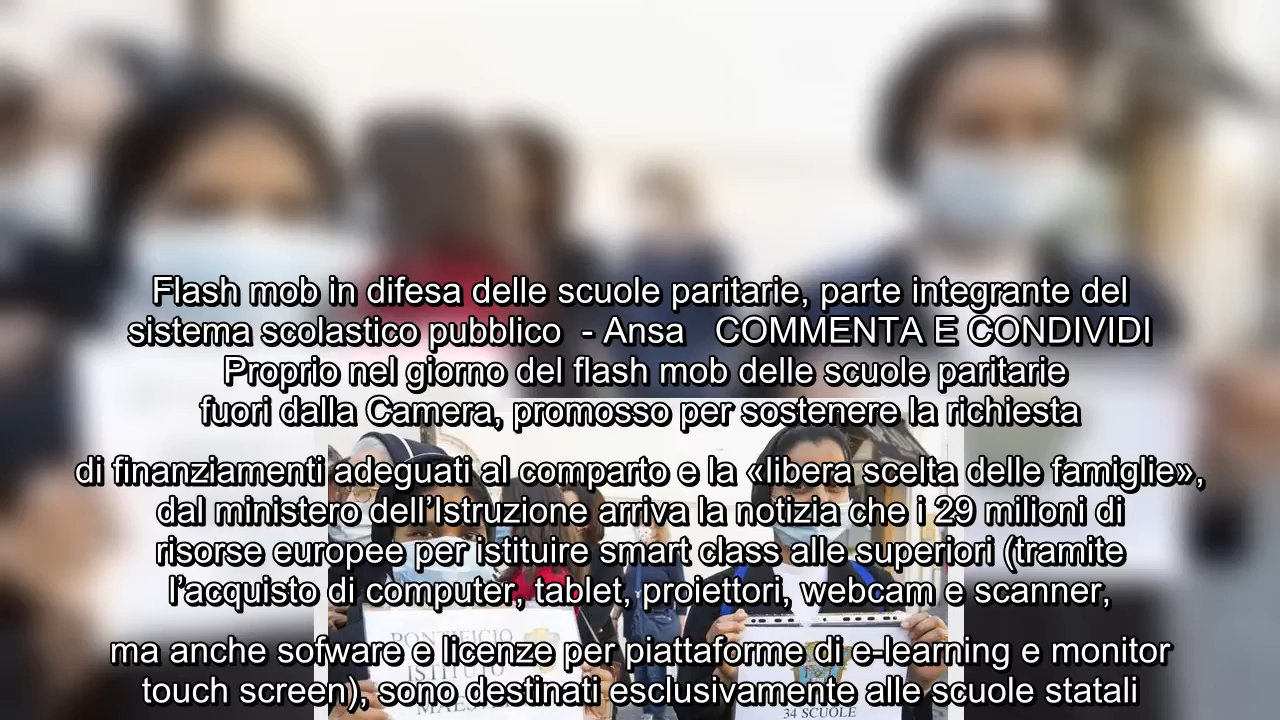 Flash mob in difesa delle scuole paritarie, parte integrante del
sistema scolastico pubblico - Ansa COMMENTA E CONDIVIDI
Proprio nel giorno del flash mob delle scuole paritarie
fuori dalla Camera, promosso per sostenere la richiesta
di finanziamenti adeguati al comparto e la «libera scelta delle famiglie»,
dal ministero dell’Istruzione arriva la notizia che i 29 milioni di
risorse europee per istituire smart class alle superiori (tramite
l’acquisto di computer, tablet, proiettori, webcam e scanner,
ma anche sofware e licenze per piattaforme di e-learning e monitor
touch screen), sono destinati esclusivamente alle scuole statali
PONTIFICIO
ISTITUTO
34 SCUOLE